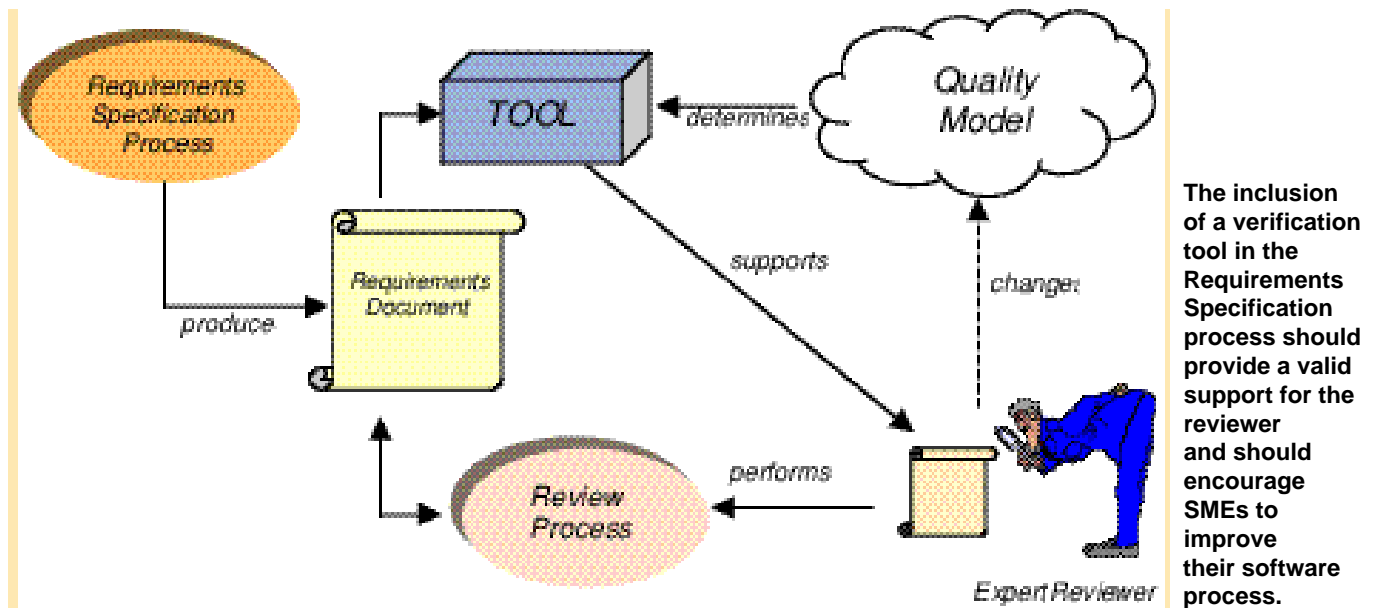 Requirements
Specification
Process
TOOL
Quality
Model
determines
Requirements
Document
produce
supports
changes
performs
Review
Process
Expert Reviewer
The inclusion
of a verification
tool in the
Requirements
Specification
process should
provide a valid
support for the
reviewer
and should
encourage
SMEs to
improve
their software
process.